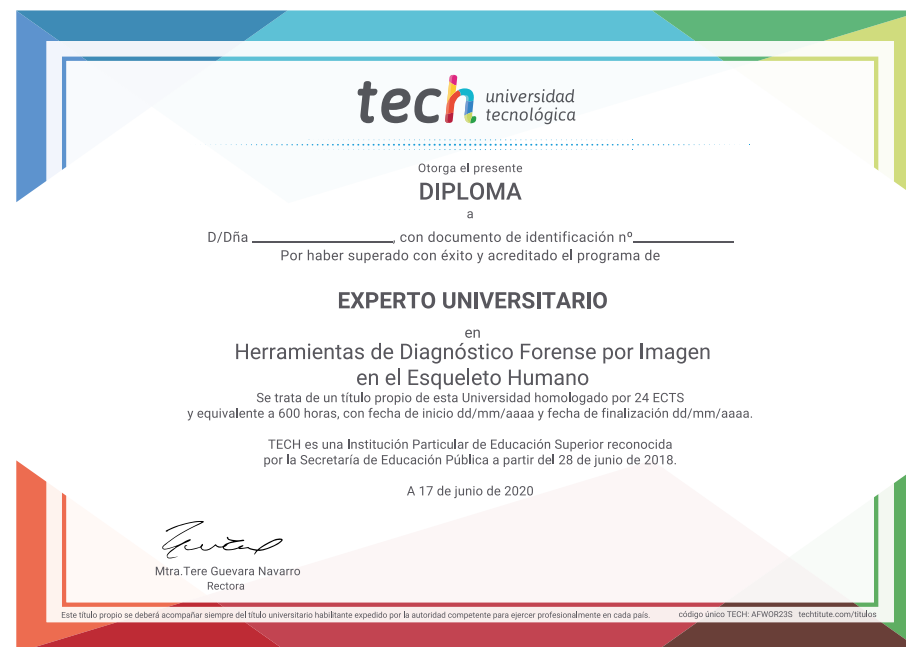 tech universidad
tecnológica
Otorga el presente
DIPLOMA
a
D/Dña ____________________, con documento de identificación nº______________
Por haber superado con éxito y acreditado el programa de
EXPERTO UNIVERSITARIO
en
Herramientas de Diagnóstico Forense por Imagen
en el Esqueleto Humano
Se trata de un título propio de esta Universidad homologado por 24 ECTS
y equivalente a 600 horas, con fecha de inicio dd/mm/aaaa y fecha de finalización dd/mm/aaaa.
TECH es una Institución Particular de Educación Superior reconocida
por la Secretaría de Educación Pública a partir del 28 de junio de 2018.
A 17 de junio de 2020
Mtra.Tere Guevara Navarro
Rectora
Este título propio se deberá acompañar siempre del título universitario habilitante expedido por la autoridad competente para ejercer profesionalmente en cada país. código único TECH: AFWOR23S techtitute.com/titulos